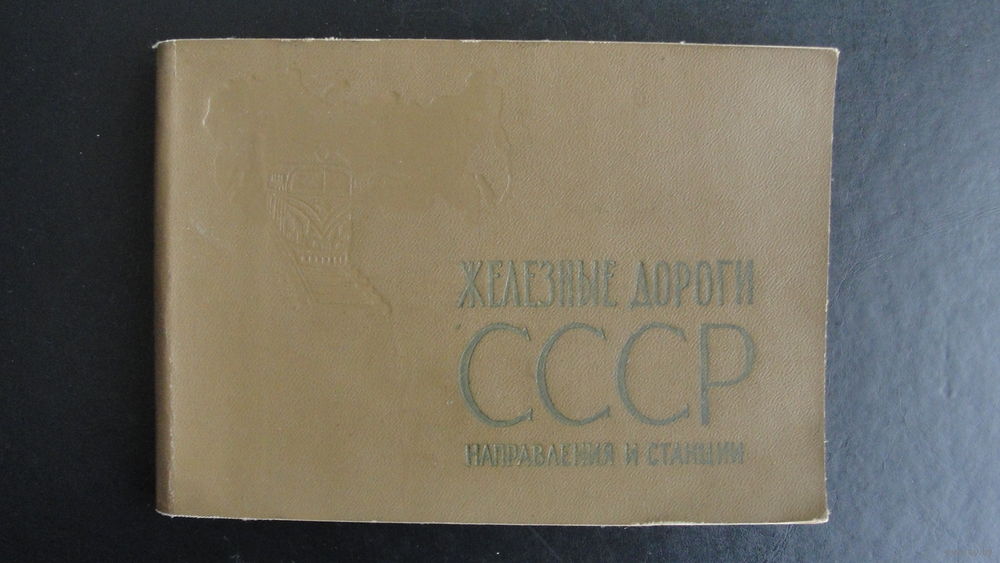 ЖЕЛЕЗНЫЕ ДОРОГИ
СССР
НАПРАВЛЕНИЯ И СТАНЦИИ